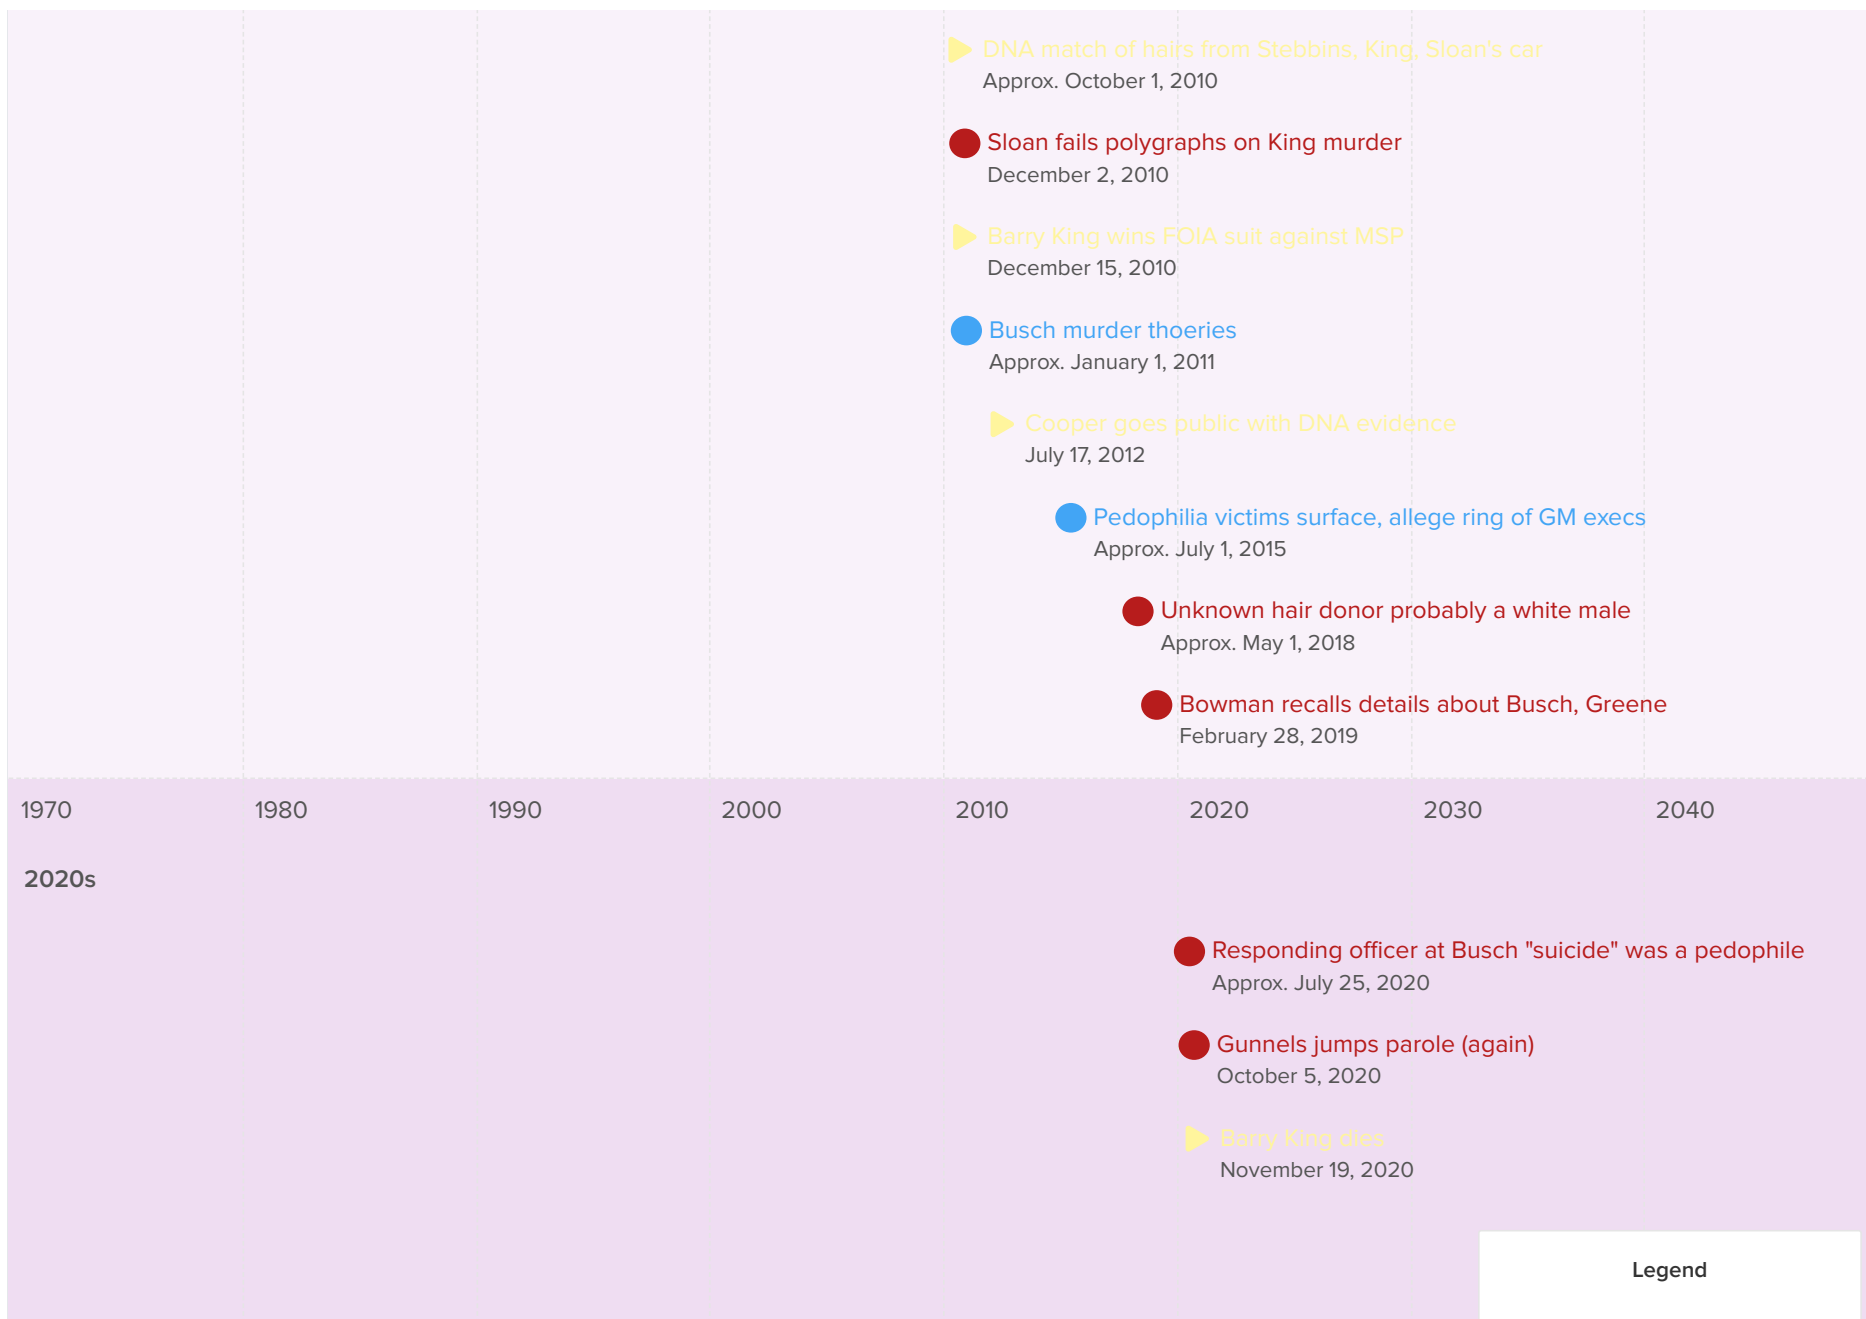 DNA match of hairs from Stebbins, King, Sloan's car
Approx. October 1, 2010
Sloan fails polygraphs on King murder
December 2, 2010
Barry King wins FOIA suit against MSP
December 15, 2010
Busch murder thoeries
Approx. January 1, 2011
Cooper goes public with DNA evidence
July 17, 2012
Pedophilia victims surface, allege ring of GM execs
Approx. July 1, 2015
Unknown hair donor probably a white male
Approx. May 1, 2018
Bowman recalls details about Busch, Greene
February 28, 2019
1970 1980 1990 2000 2010 2020 2030 2040
2020s
Responding officer at Busch "suicide" was a pedophile
Approx. July 25, 2020
Gunnels jumps parole (again)
October 5, 2020
Barry King dies
November 19, 2020
Legend